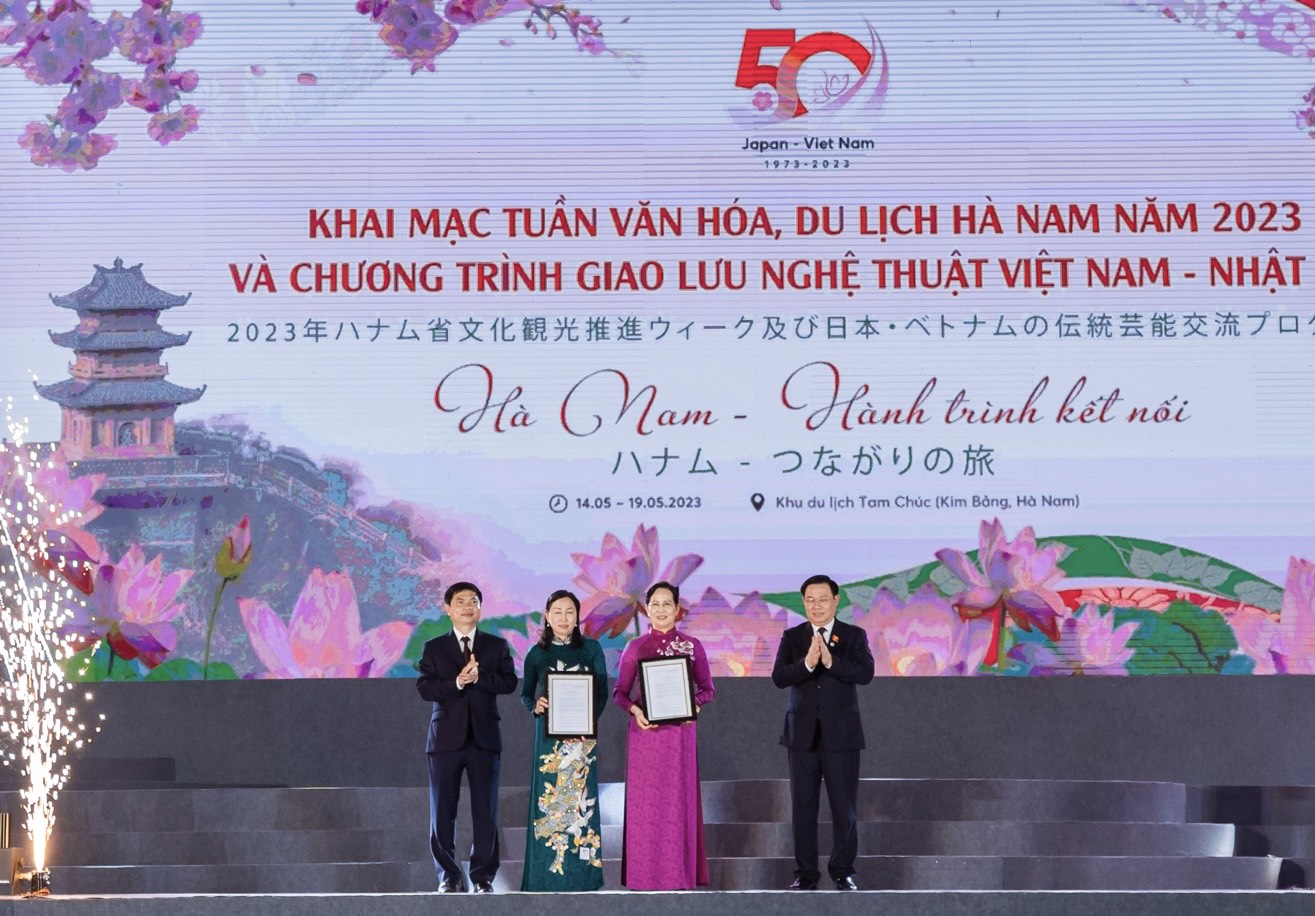 50
Japan - Viet Nam
1973-2023
KHAI MẠC TUẦN VĂN HÓA, DU LỊCH HÀ NAM NĂM 2023
VÀ CHƯƠNG TRÌNH GIAO LƯU NGHỆ THUẬT VIỆT NAM - NHẬT
2023年ハナム省文化観光推進ウィーク及び日本・ベトナムの伝統芸能交流プログ
Hà Nam - Hành trình kết nối
ハナム - つながりの旅
14.05 - 19.05.2023 Khu du lịch Tam Chúc (Kim Bảng, Hà Nam)